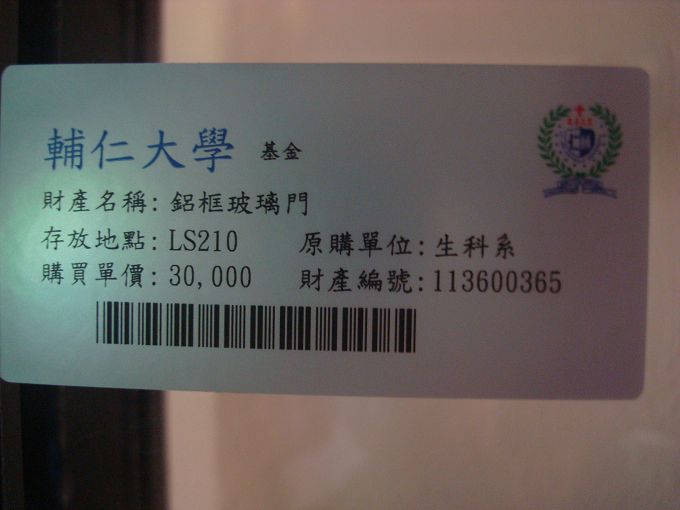 輔仁大學 基金
財產名稱: 鋁框玻璃門
存放地點: LS210 原購單位: 生科系
購買單價: 30,000 財產編號: 113600365